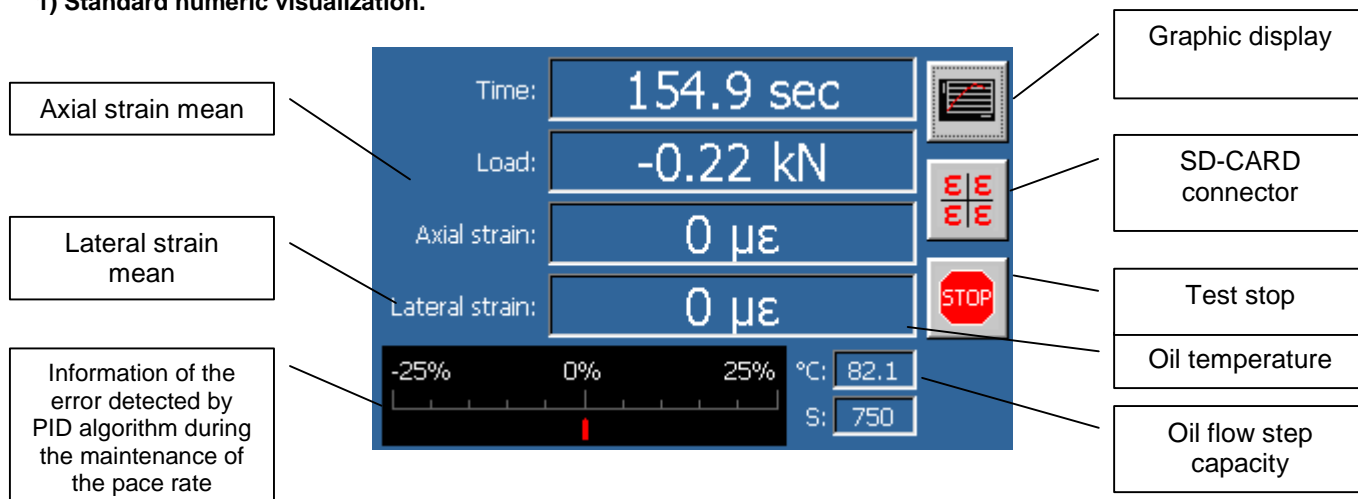 1) Standard numeric visualization.
Graphic display
Axial strain mean
Time: 154.9 sec
Load: -0.22 kN
SD-CARD
connector
ε ε
ε ε
Lateral strain
mean
Axial strain: 0 µε
Lateral strain: 0 µε
STOP
Test stop
Oil temperature
Information of the
error detected by
PID algorithm during
the maintenance of
the pace rate
-25% 0% 25%
°C: 82.1
S: 750
Oil flow step
capacity